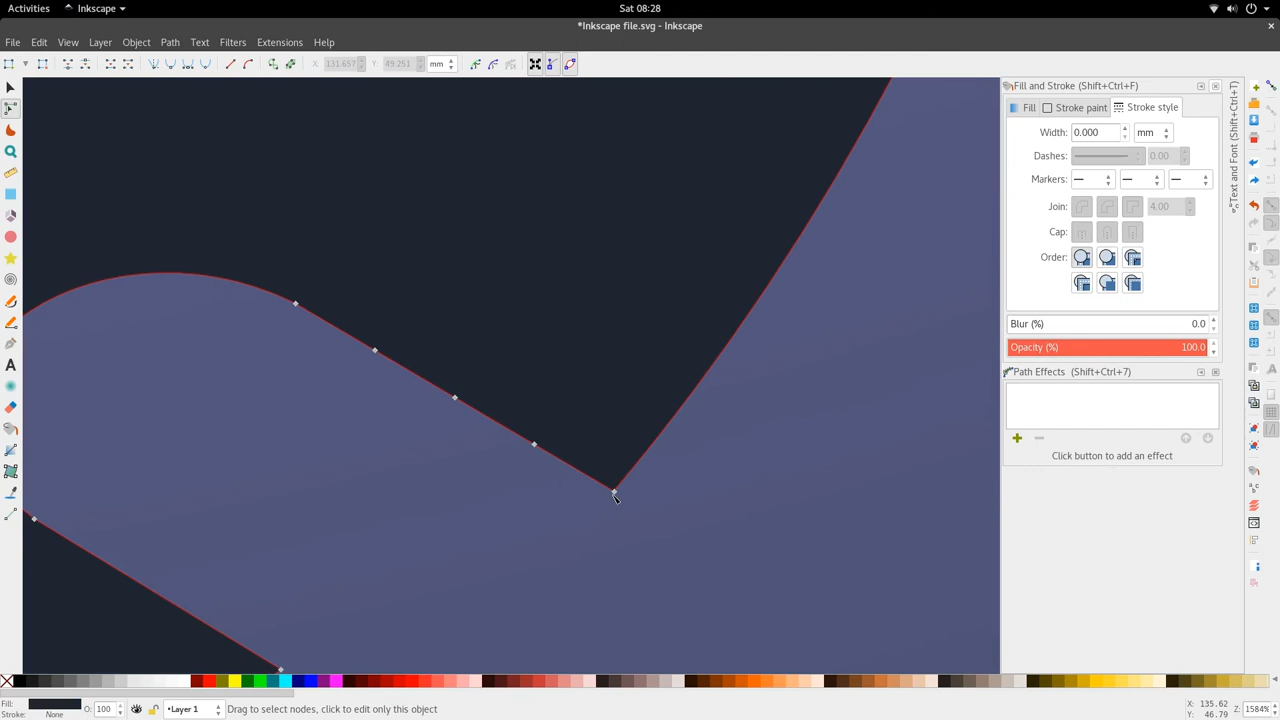 Activities Inkscape Sat 08:28
*Inkscape file.svg - Inkscape
File Edit View Layer Object Path Text Filters Extensions Help
X: 131.657 Y: 49.251 mm
Fill and Stroke (Shift+Ctrl+F)
Fill Stroke paint Stroke style
Width: 0.000 mm
Dashes: 0.00
Markers:
Join: 4.00
Cap:
Order:
Blur (%) 0.0
Opacity (%) 100.0
Path Effects (Shift+Ctrl+7)
Click button to add an effect
Text and Font (Shift+Ctrl+T)
Fill:
Stroke: None
O: 100
•Layer 1
Drag to select nodes, click to edit only this object
X: 135.62
Y: 46.79
Z: 1584%